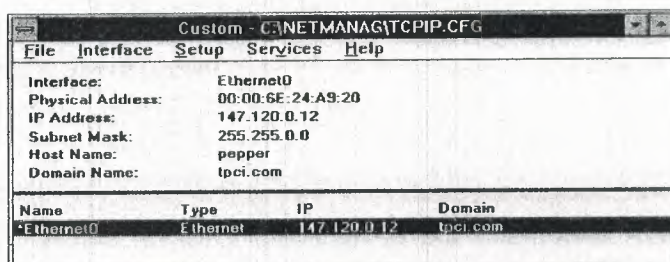 Custom - C:\NETMANAG\TCPIP.CFG
File Interface Setup Services Help
Interface: Ethernet0
Physical Address: 00:00:6E:24:A9:20
IP Address: 147.120.0.12
Subnet Mask: 255.255.0.0
Host Name: pepper
Domain Name: tpci.com
Name Type IP Domain
*Ethernet0 Ethernet 147.120.0.12 tpci.com